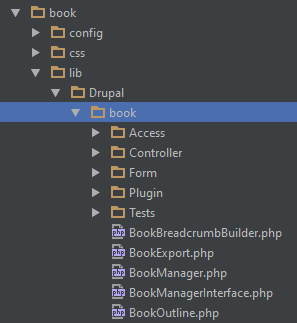 book
config
css
lib
Drupal
book
Access
Controller
Form
Plugin
Tests
BookBreadcrumbBuilder.php
BookExport.php
BookManager.php
BookManagerInterface.php
BookOutline.php